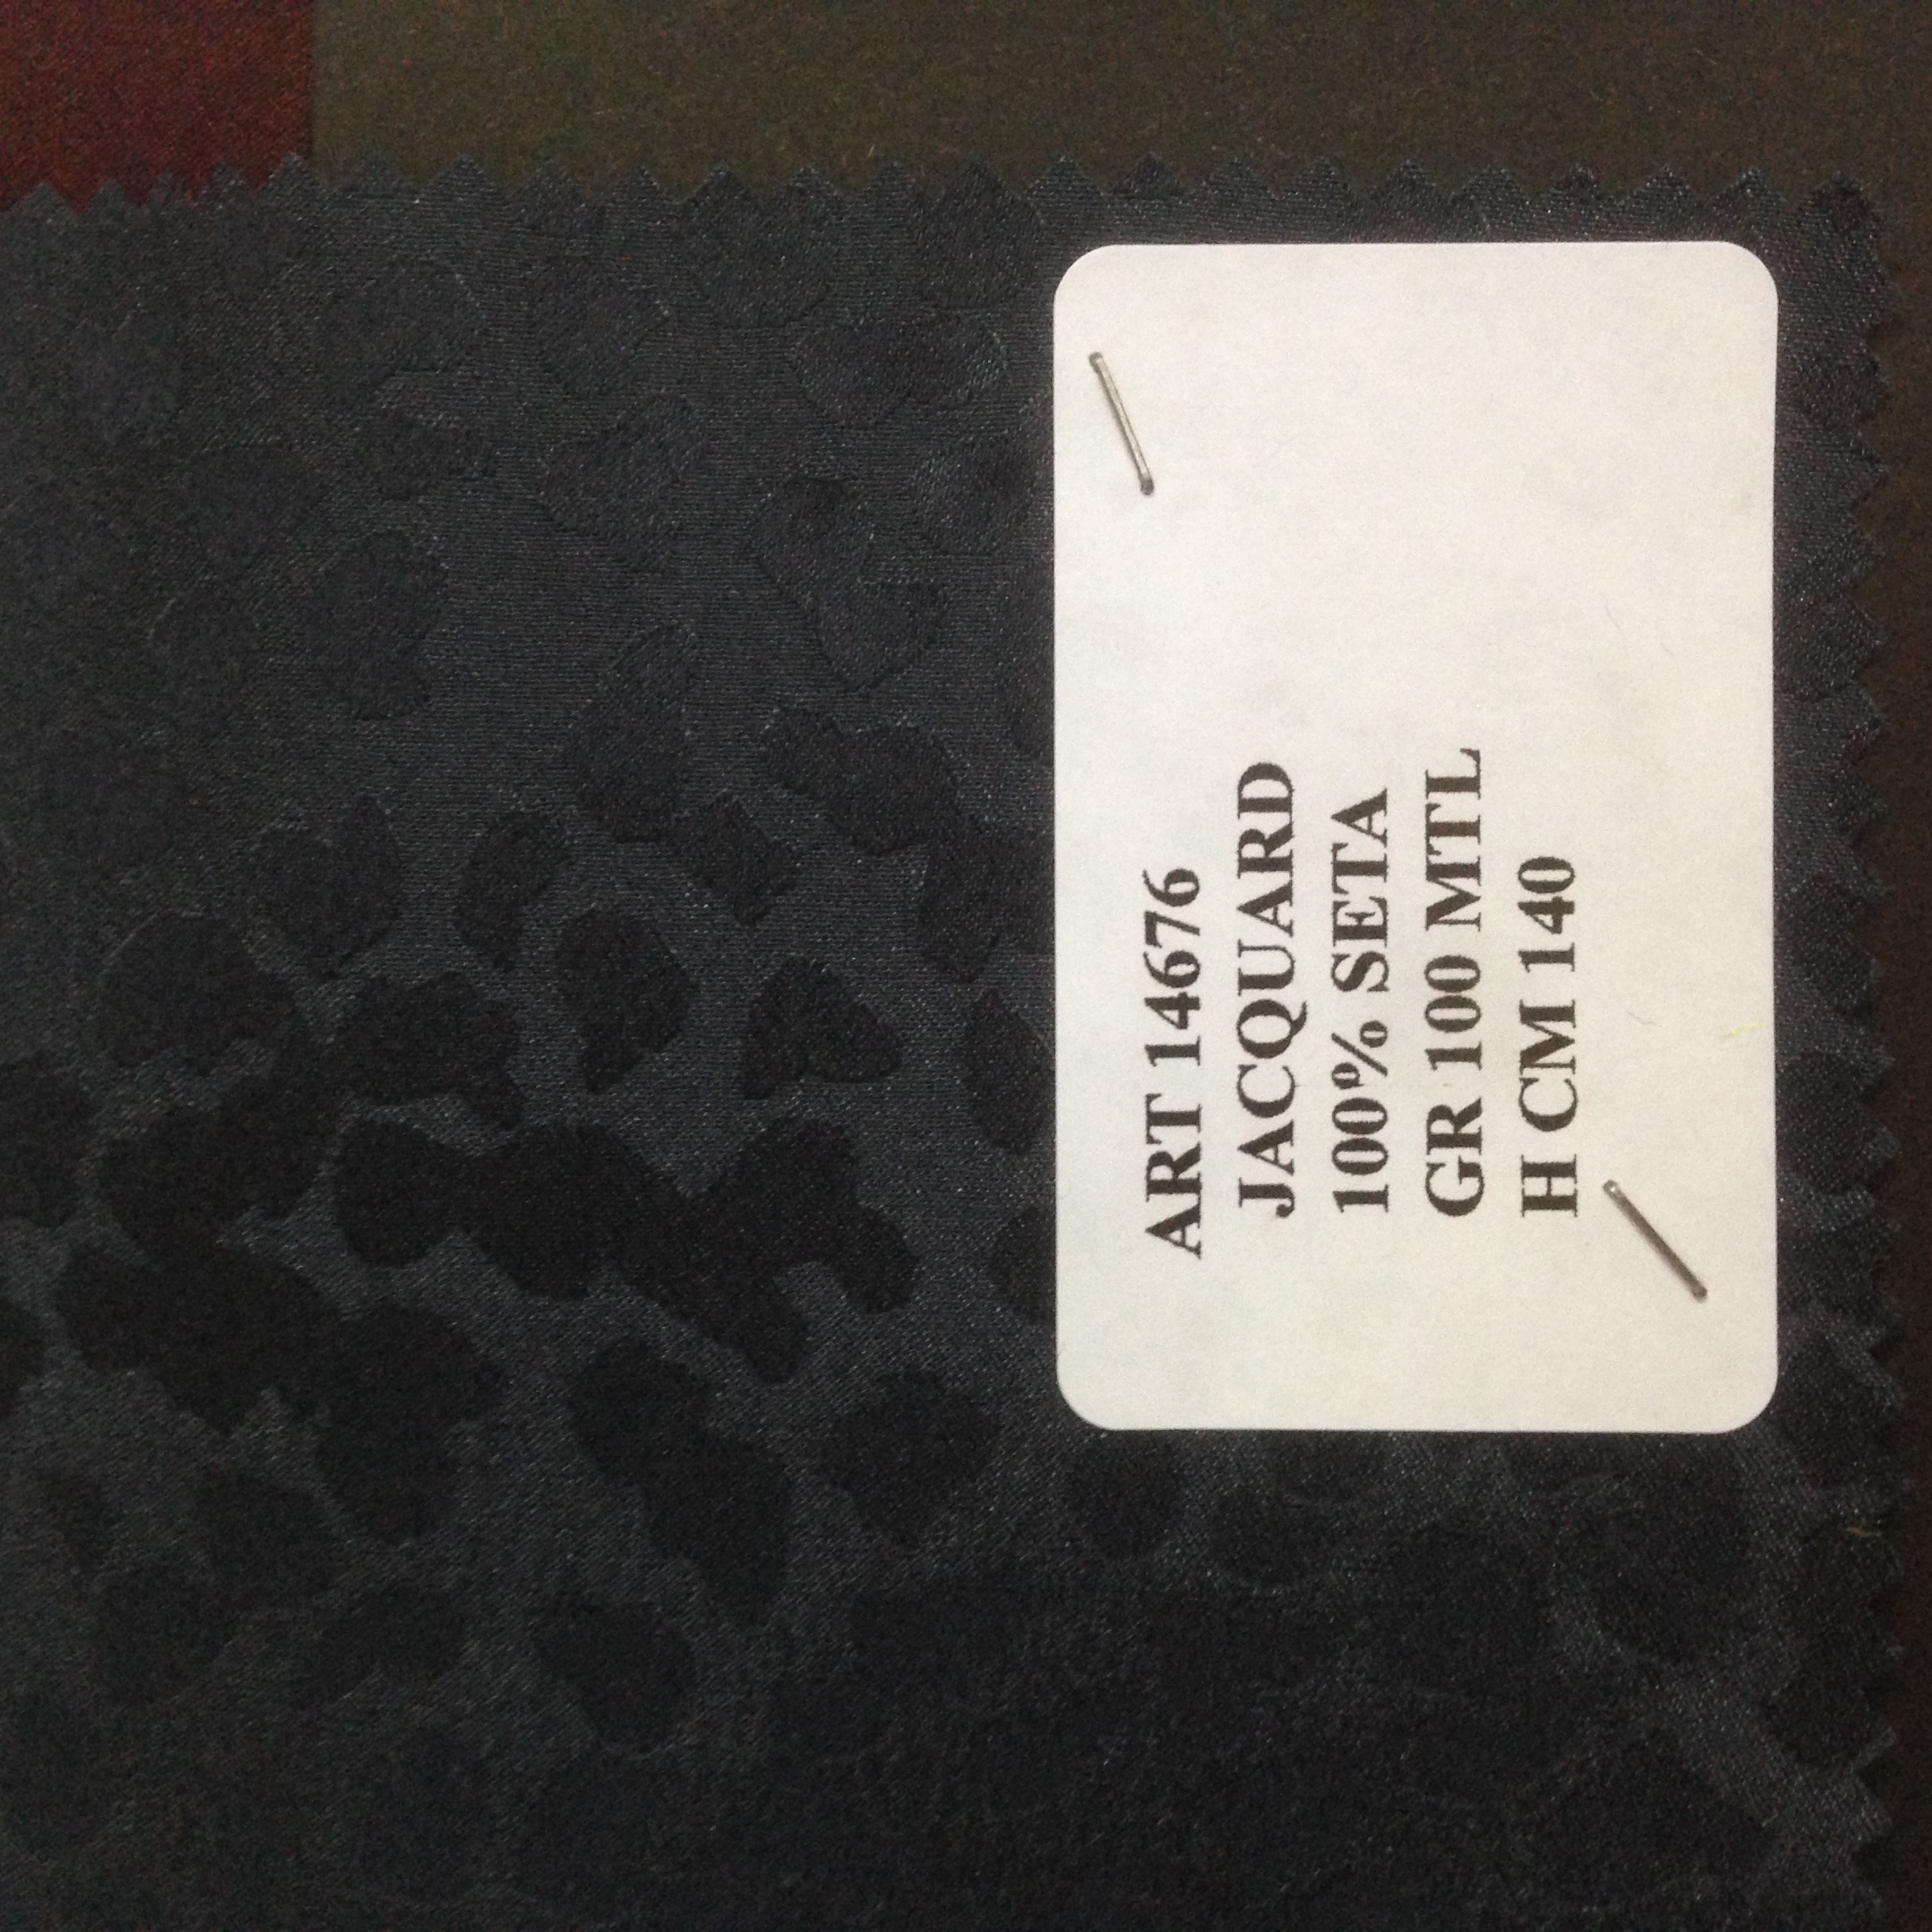 ART 14676
JACQUARD
100% SETA
GR 100 MTL
H CM 140